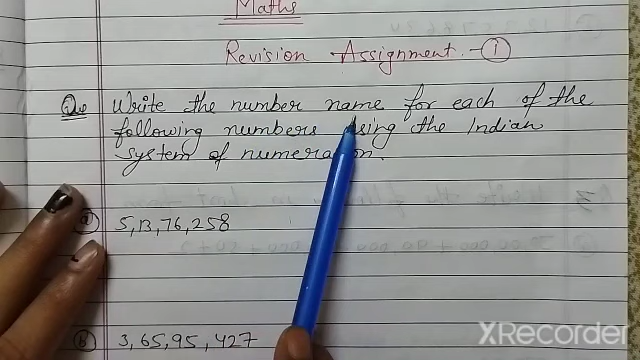 Maths
Revision Assignment - 1
Que Write the number name for each of the
following numbers using the Indian
system of numeration.
a 5,13,76,258
b 3,65,95,427
XRecorder